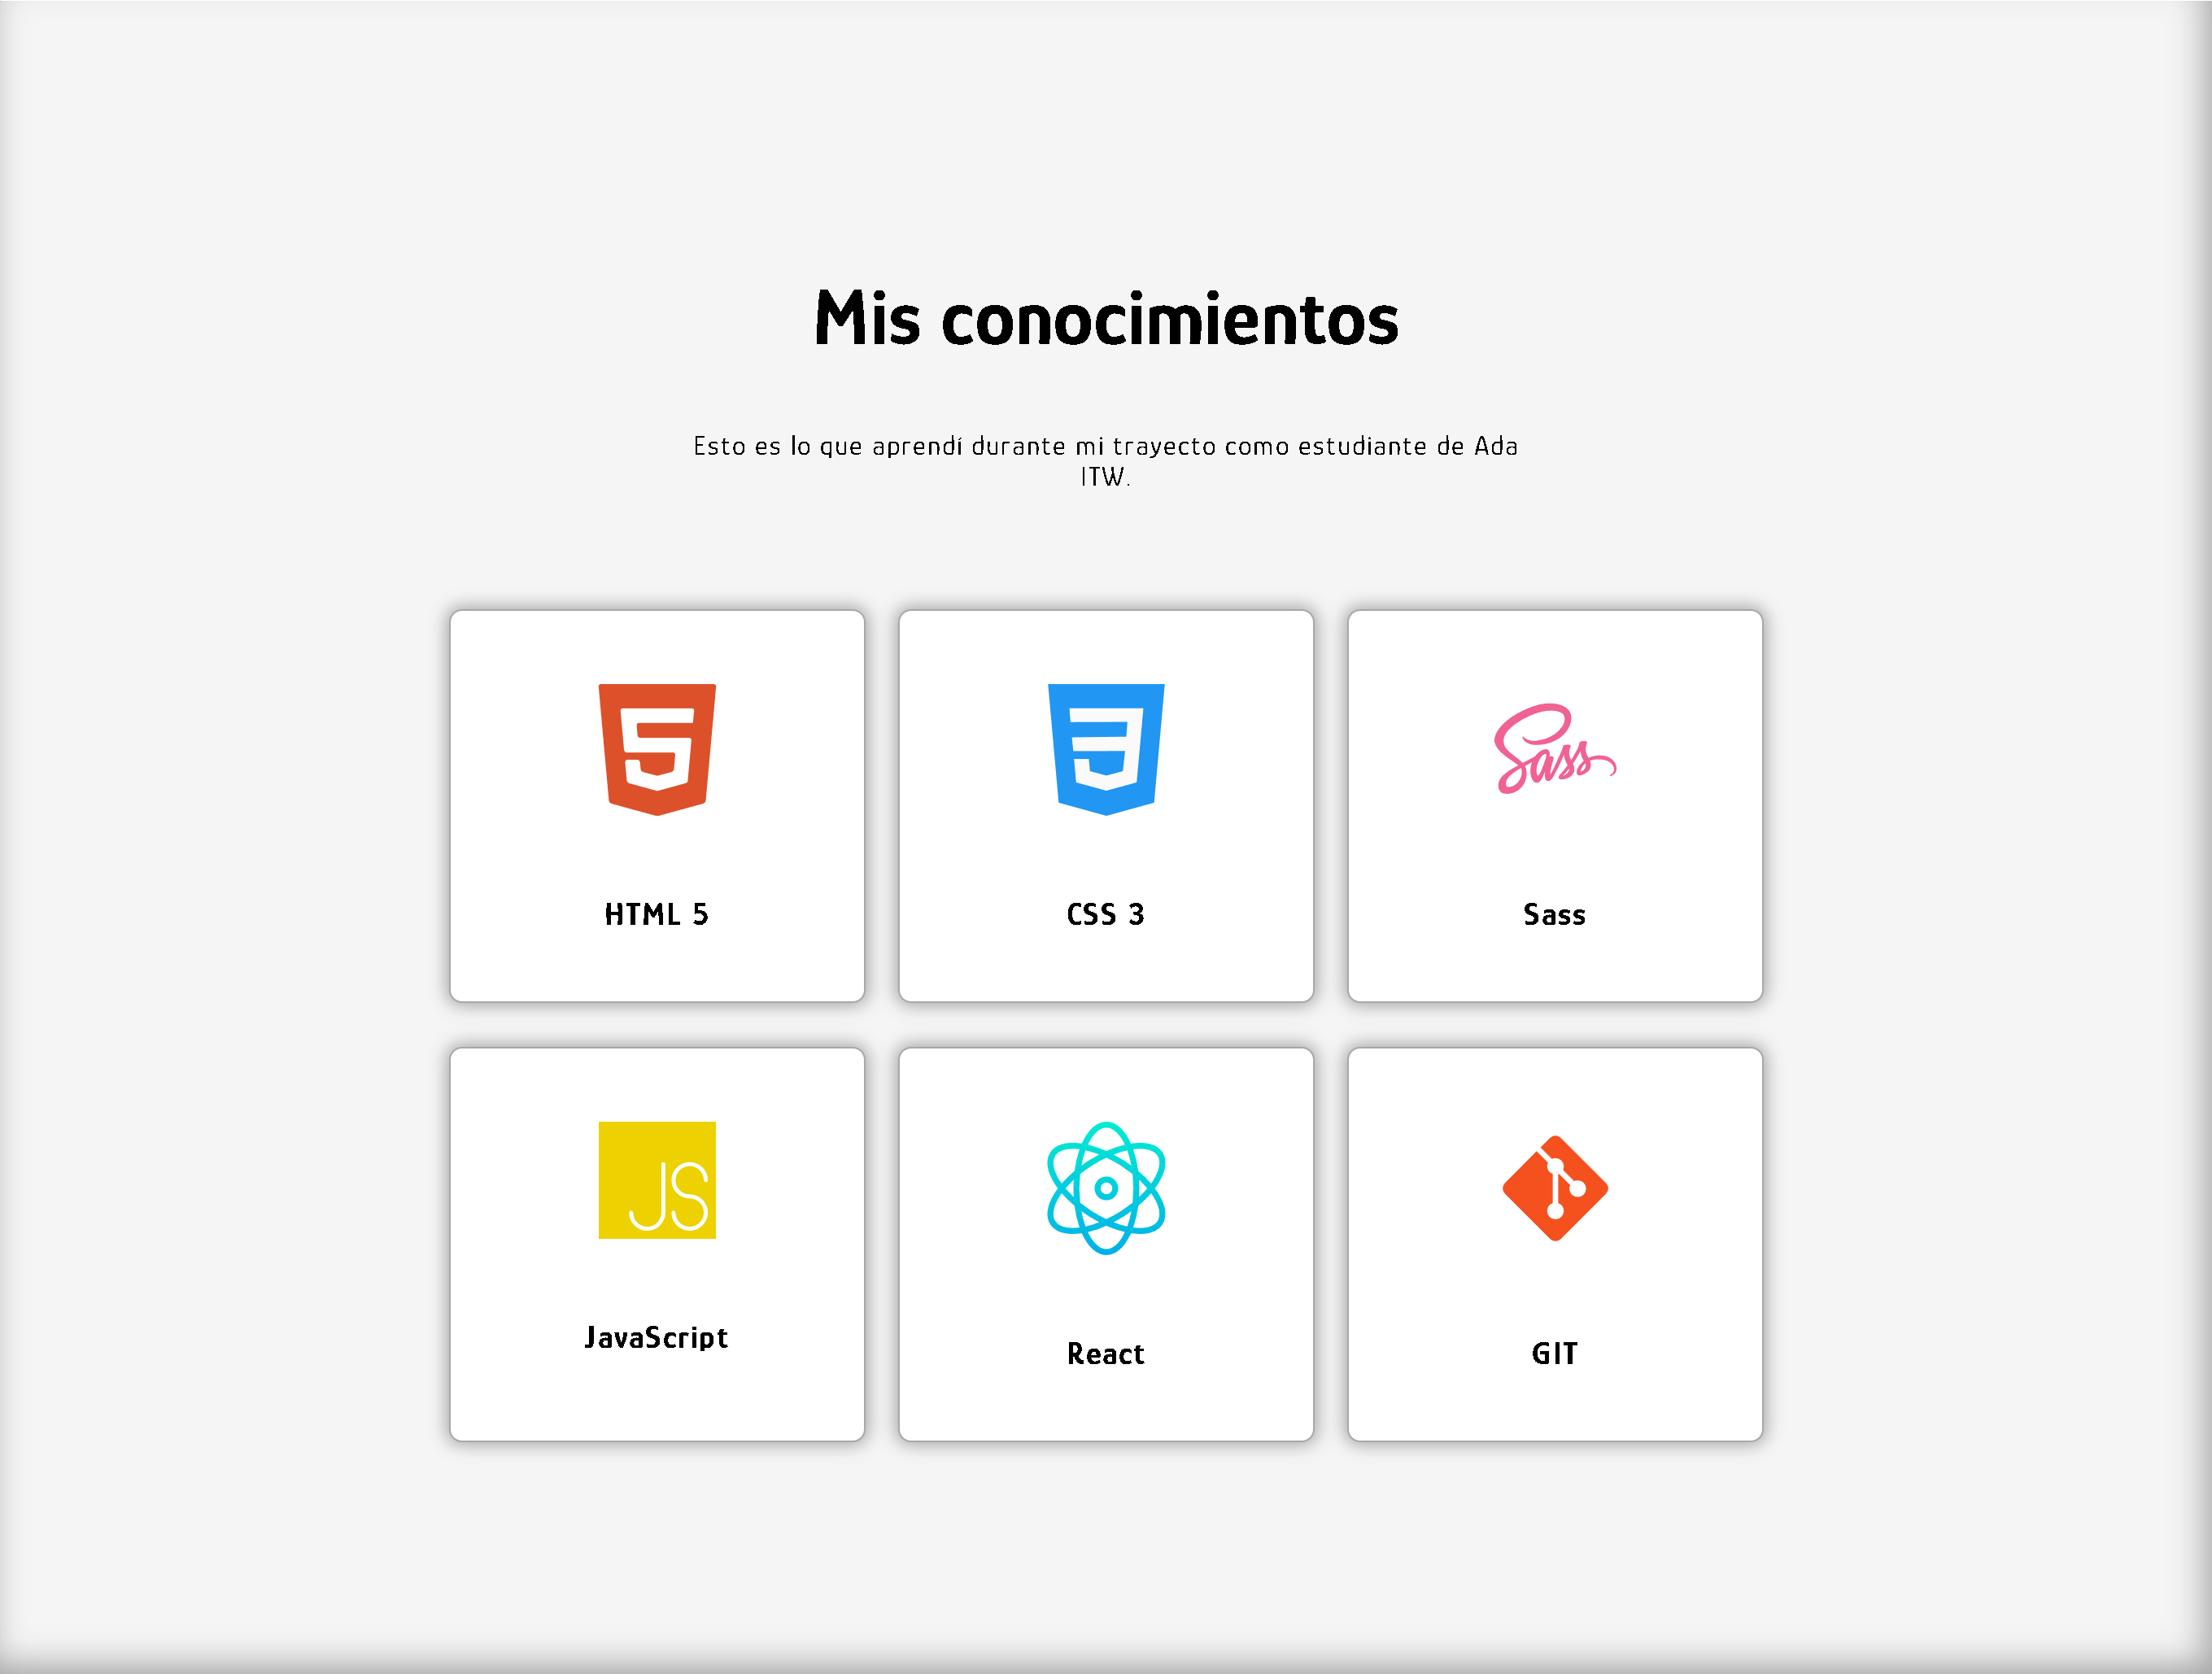 Mis conocimientos
Esto es lo que aprendí durante mi trayecto como estudiante de Ada
ITW.
5
3
Sass
HTML 5
CSS 3
Sass
JS
JavaScript
React
GIT